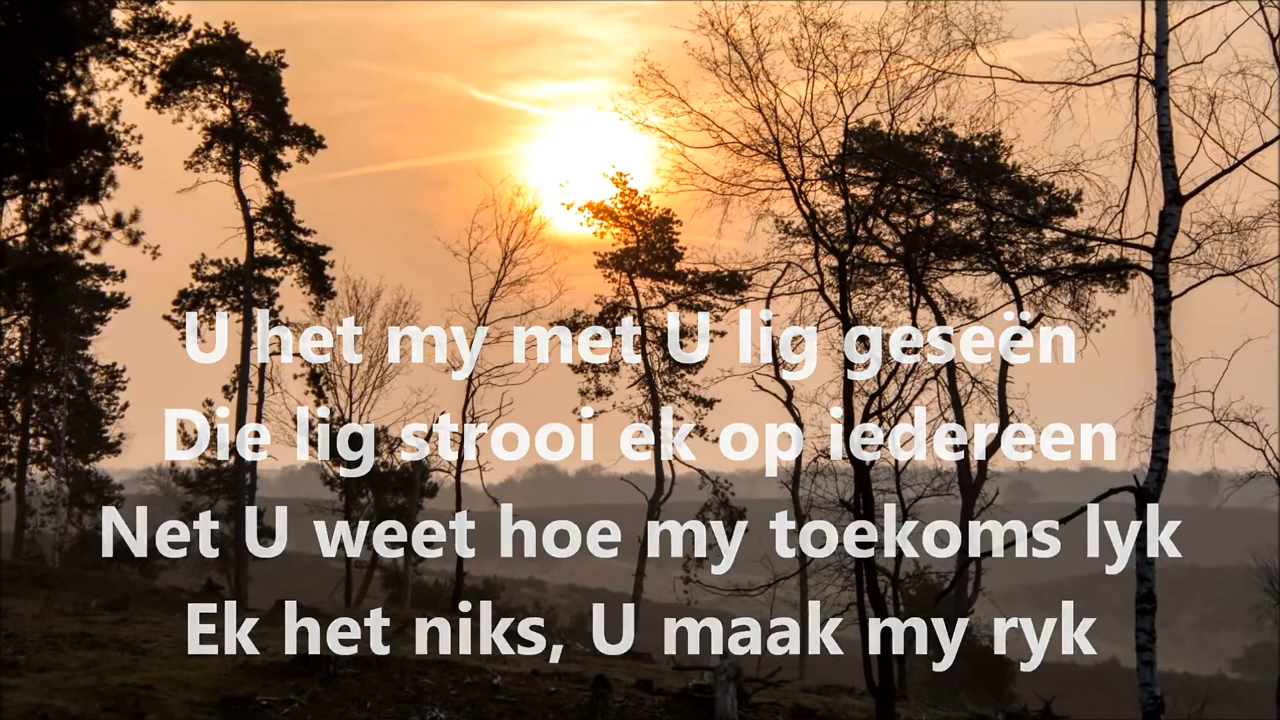 U het my met U lig geseën
Die lig strooi ek op iedereen
Net U weet hoe my toekoms lyk
Ek het niks, U maak my ryk